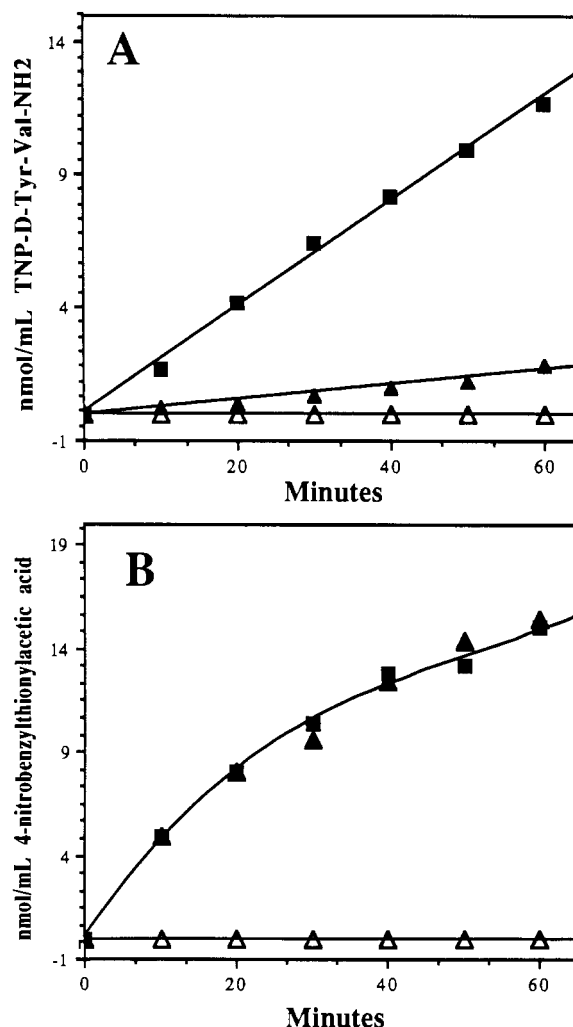 A
nmol/mL TNP-D-Tyr-Val-NH2
14
9
4
-1
0
20
40
60
Minutes
B
nmol/mL 4-nitrobenzylthionylacetic acid
19
14
9
4
-1
0
20
40
60
Minutes